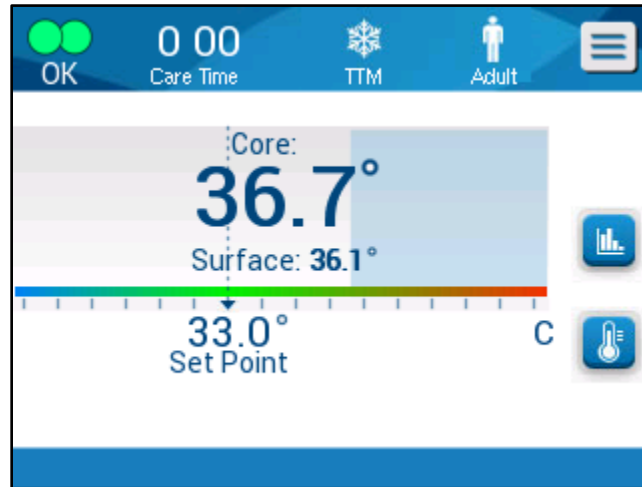 0 00
OK Care Time TTM Adult
Core:
36.7°
Surface: 36.1°
33.0° C
Set Point